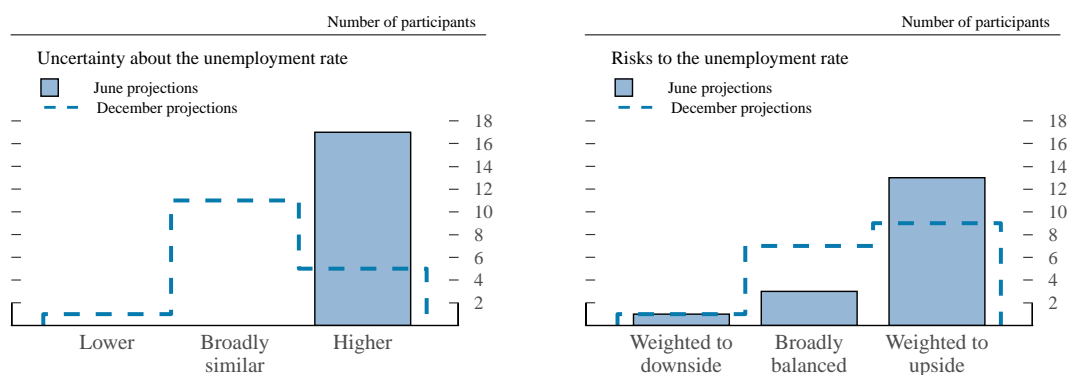 Number of participants
Uncertainty about the unemployment rate
June projections
December projections
18
16
14
12
10
8
6
4
2
Lower
Broadly
similar
Higher
Number of participants
Risks to the unemployment rate
June projections
December projections
18
16
14
12
10
8
6
4
2
Weighted to
downside
Broadly
balanced
Weighted to
upside